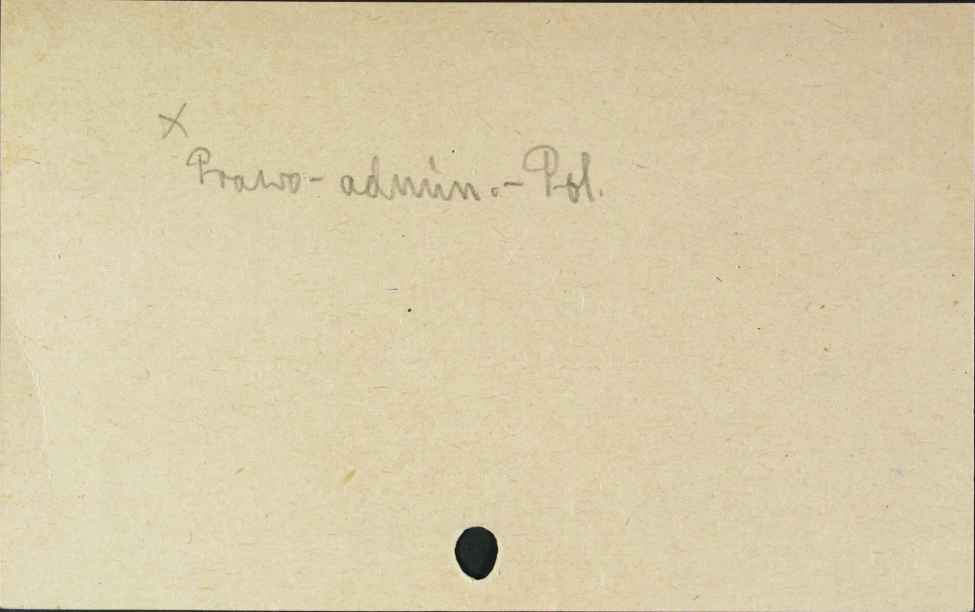 x
Prawo - admin. - Pol.